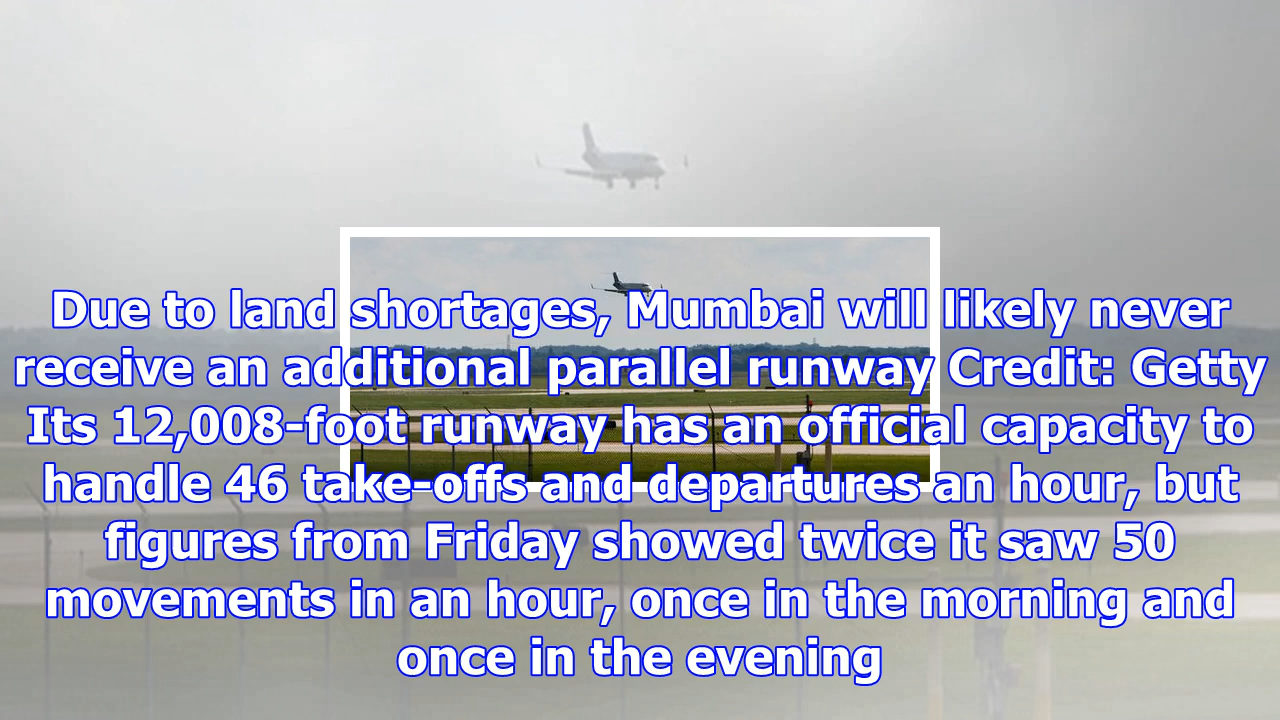 Due to land shortages, Mumbai will likely never
receive an additional parallel runway Credit: Getty
Its 12,008-foot runway has an official capacity to
handle 46 take-offs and departures an hour, but
figures from Friday showed twice it saw 50
movements in an hour, once in the morning and
once in the evening